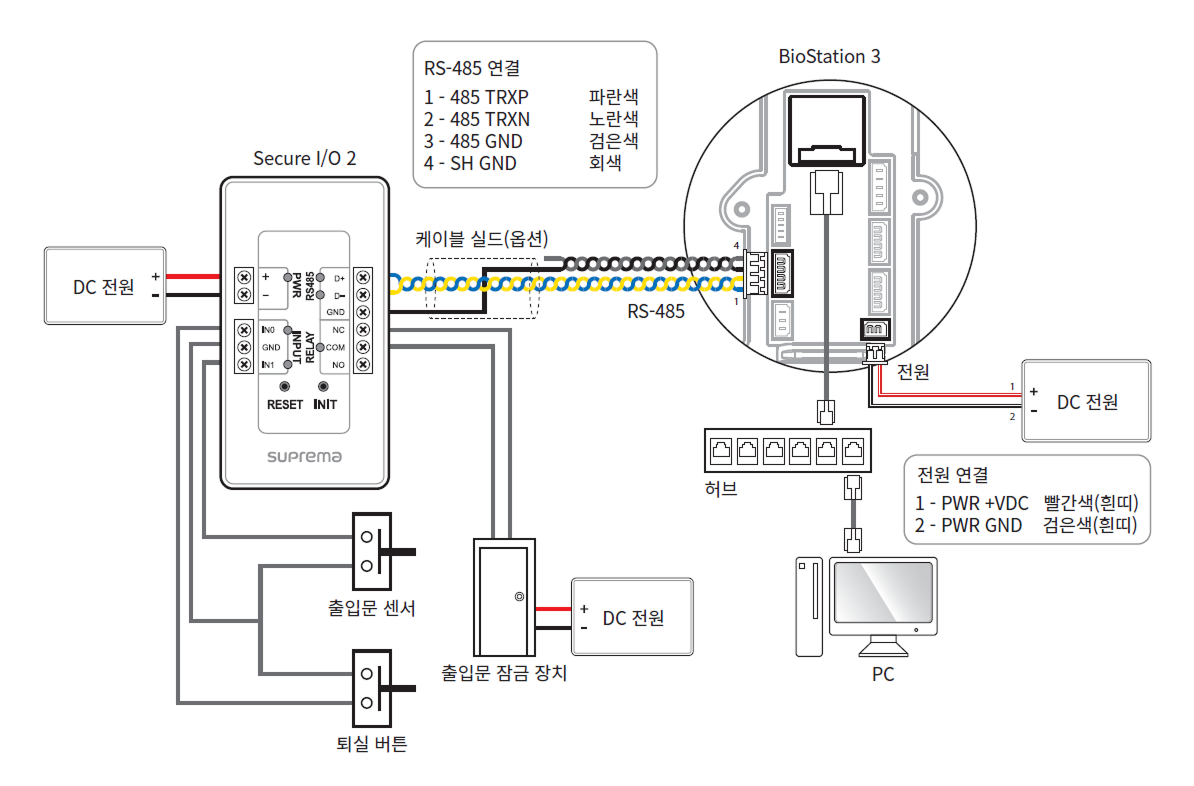 BioStation 3
RS-485 연결
1 - 485 TRXP 파란색
2 - 485 TRXN 노란색
3 - 485 GND 검은색
4 - SH GND 회색
Secure I/O 2
케이블 실드(옵션)
4
1
RS-485
DC 전원
+
-
+
-
PWR
RS485
D+
D-
GND
IN0
GND
IN1
INPUT
RELAY
NC
COM
NO
RESET INIT
suprema
전원
1
2
+
-
DC 전원
허브
전원 연결
1 - PWR +VDC 빨간색(흰띠)
2 - PWR GND 검은색(흰띠)
출입문 센서
+
-
DC 전원
출입문 잠금 장치
PC
퇴실 버튼